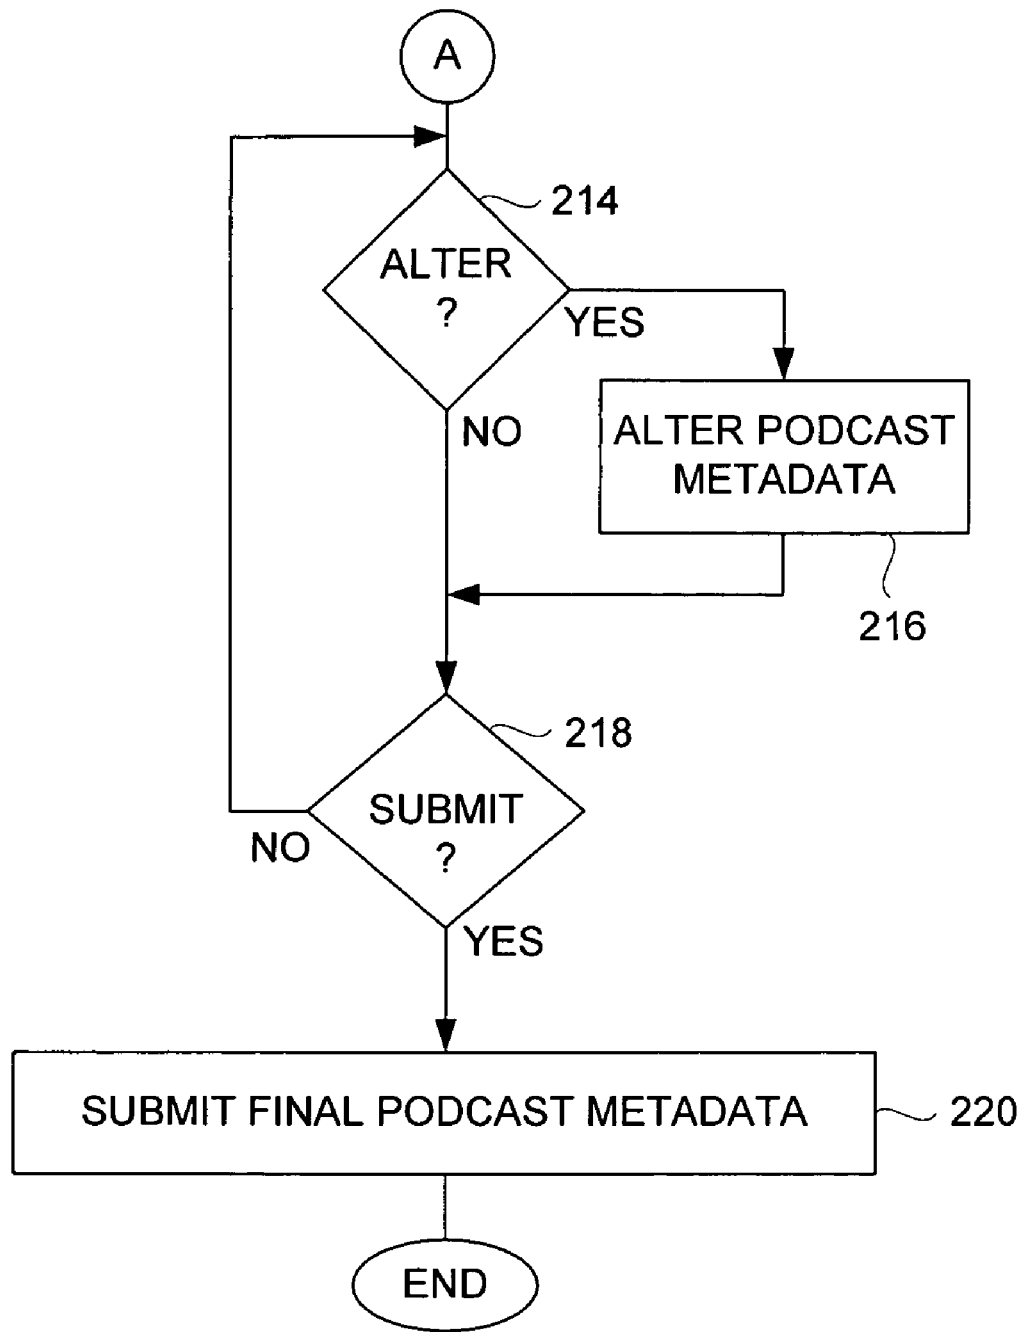 A
214
ALTER
?
YES
NO
ALTER PODCAST
METADATA
216
218
SUBMIT
?
NO
YES
SUBMIT FINAL PODCAST METADATA
220
END